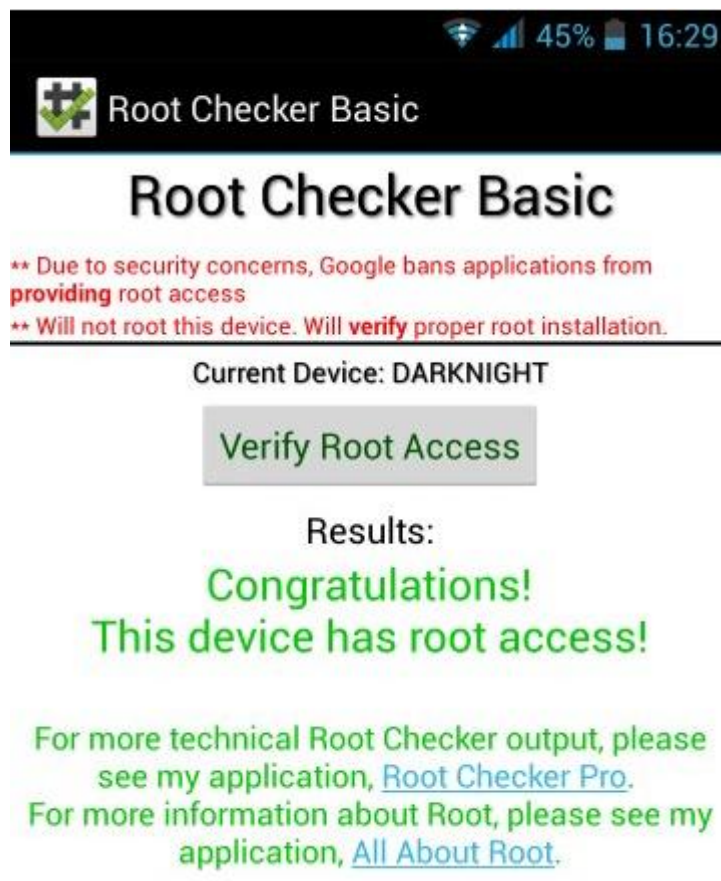 45% 16:29
Root Checker Basic
Root Checker Basic
** Due to security concerns, Google bans applications from
providing root access
** Will not root this device. Will verify proper root installation.
Current Device: DARKNIGHT
Verify Root Access
Results:
Congratulations!
This device has root access!
For more technical Root Checker output, please
see my application, Root Checker Pro.
For more information about Root, please see my
application, All About Root.